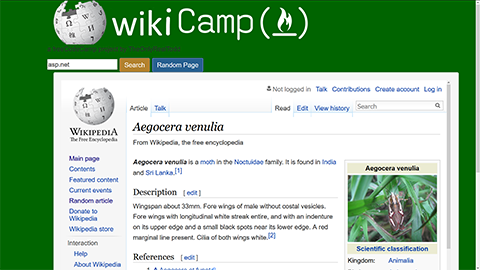 wiki Camp(🔥)
asp.net
Search
Random Page
Not logged in Talk Contributions Create account Log in
WIKIPEDIA
The Free Encyclopedia
Article Talk
Read Edit View history
Search
Main page
Contents
Featured content
Current events
Random article
Donate to
Wikipedia
Wikipedia store
Interaction
Help
About Wikipedia
Aegocera venulia
From Wikipedia, the free encyclopedia
Aegocera venulia is a moth in the Noctuidae family. It is found in India
and Sri Lanka.[1]
Description [ edit ]
Wingspan about 33mm. Fore wings of male without costal vesicles.
Fore wings with longitudinal white streak entire, and with an indenture
on its upper edge and a small black spots near its lower edge. A red
marginal line present. Cilia of both wings white.[2]
References [ edit ]
Aegocera venulia
Scientific classification
Kingdom: Animalia